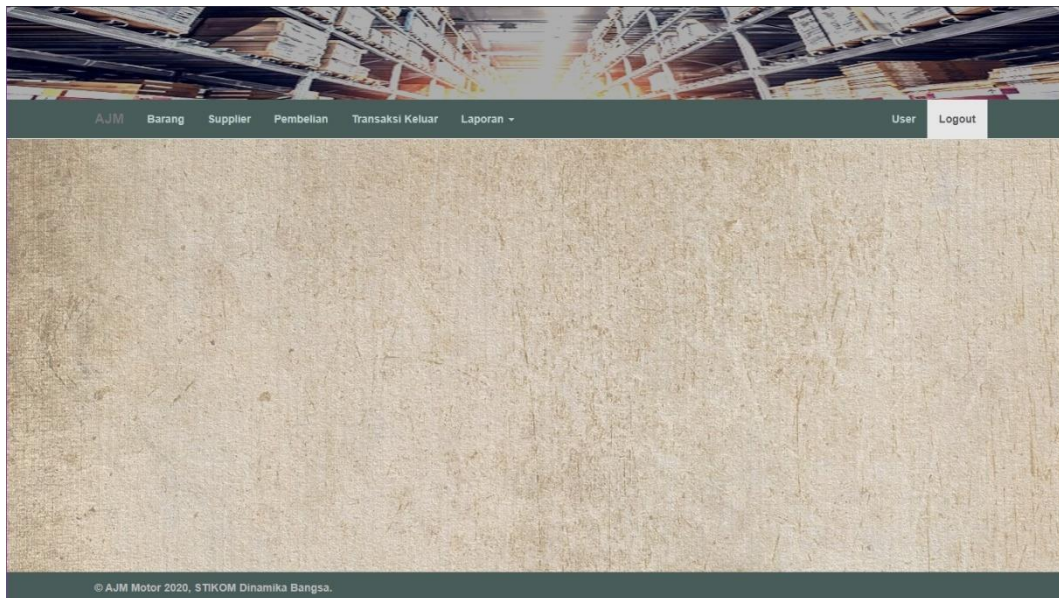 AJM Barang Supplier Pembelian Transaksi Keluar Laporan User Logout
© AJM Motor 2020, STIKOM Dinamika Bangsa.